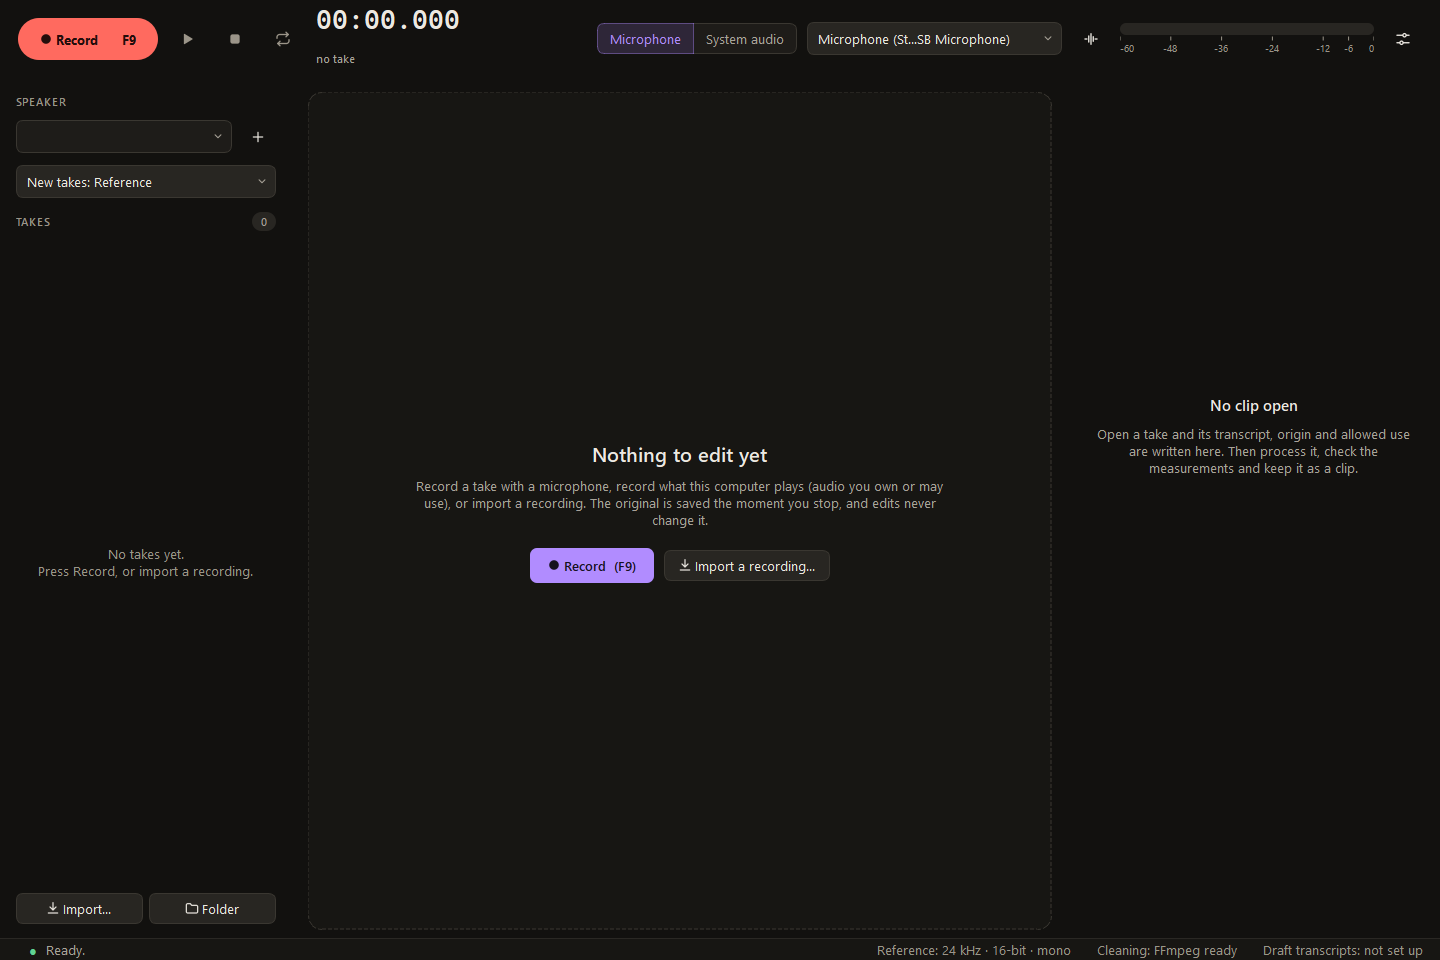 Record F9
00:00.000
no take
Microphone
System audio
Microphone (St...SB Microphone)
-60 -48 -36 -24 -12 -6 0
SPEAKER
New takes: Reference
TAKES
0
No takes yet.
Press Record, or import a recording.
Import...
Folder
Nothing to edit yet
Record a take with a microphone, record what this computer plays (audio you own or may
use), or import a recording. The original is saved the moment you stop, and edits never
change it.
Record (F9)
Import a recording...
No clip open
Open a take and its transcript, origin and allowed use
are written here. Then process it, check the
measurements and keep it as a clip.
Ready.
Reference: 24 kHz · 16-bit · mono
Cleaning: FFmpeg ready
Draft transcripts: not set up